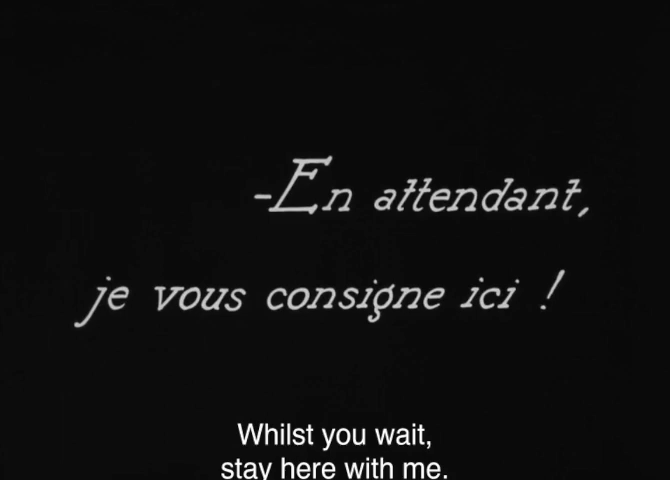 -En attendant,
je vous consigne ici !
Whilst you wait,
stay here with me.